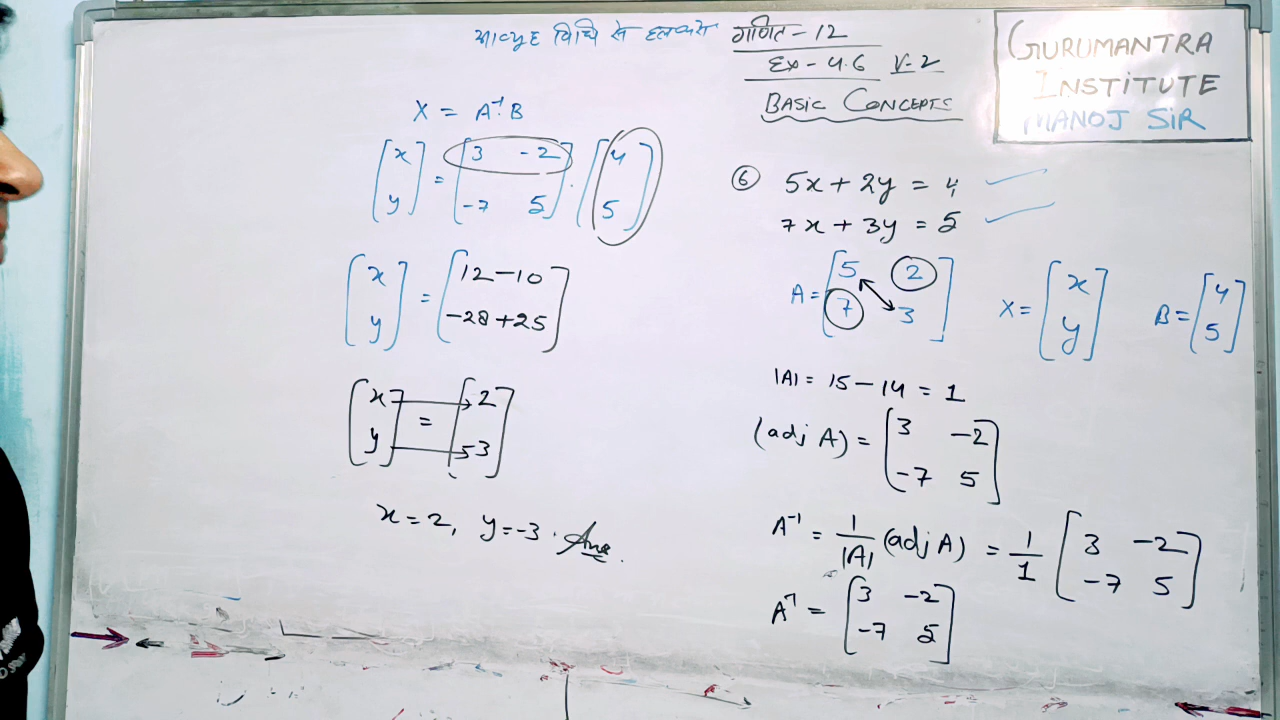 आव्यूह विधि से हल करो
गणित - 12
Ex - 4.6 V-2
BASIC CONCEPTS
GURUMANTRA
INSTITUTE
MANOJ SIR
⑥ 5x + 2y = 4
7x + 3y = 5
A = [5 2
7 3]
X = [x
y]
B = [4
5]
|A| = 15 - 14 = 1
(adj A) = [3 -2
-7 5]
A⁻¹ = 1/|A| (adj A) = 1/1 [3 -2
-7 5]
A⁻¹ = [3 -2
-7 5]
X = A⁻¹. B
[x
y] = [3 -2
-7 5] . [4
5]
[x
y] = [12 - 10
-28 + 25]
[x
y] = [2
-3]
x = 2, y = -3 . Ans.